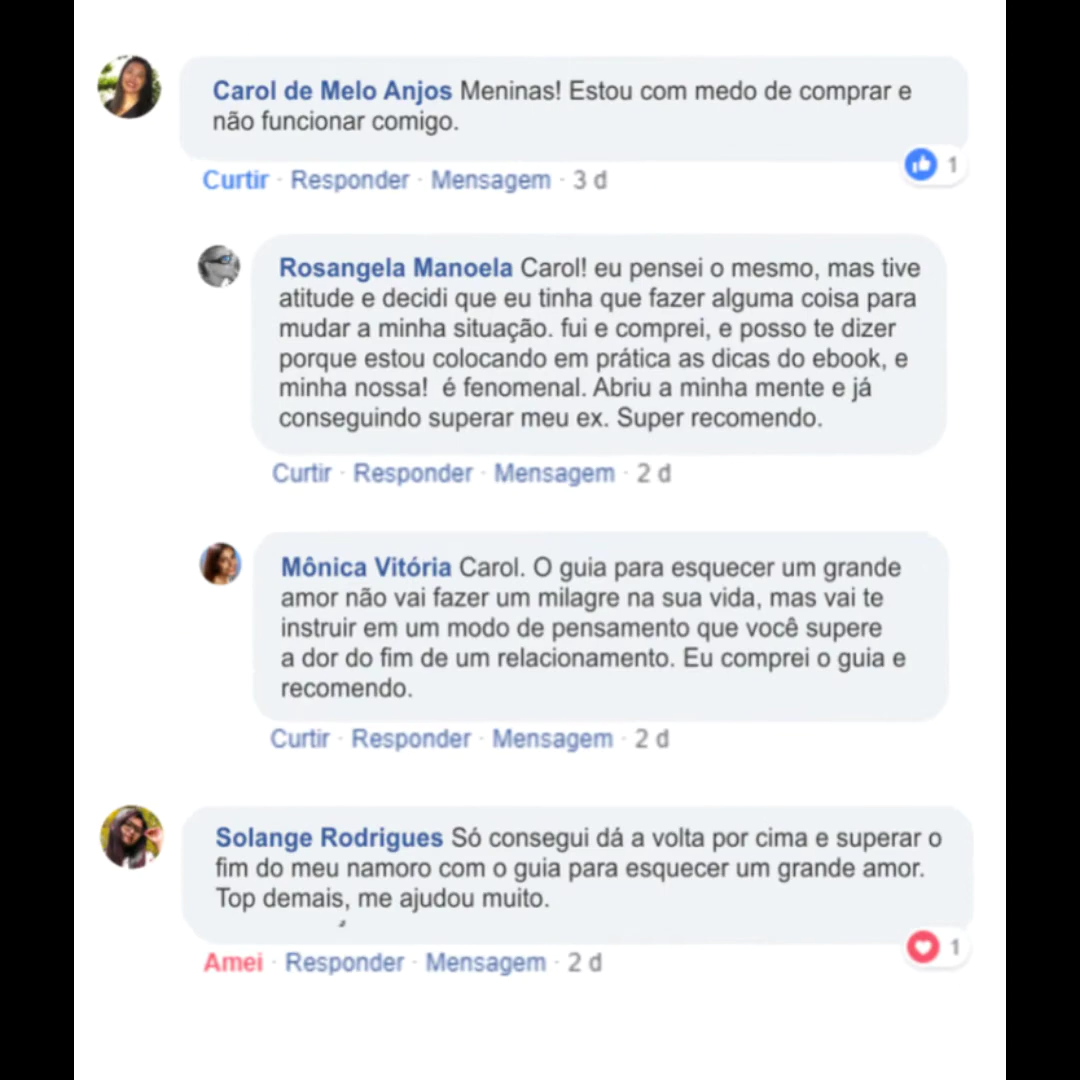 Carol de Melo Anjos Meninas! Estou com medo de comprar e
não funcionar comigo.
Curtir · Responder · Mensagem · 3 d
1
Rosangela Manoela Carol! eu pensei o mesmo, mas tive
atitude e decidi que eu tinha que fazer alguma coisa para
mudar a minha situação. fui e comprei, e posso te dizer
porque estou colocando em prática as dicas do ebook, e
minha nossa! é fenomenal. Abriu a minha mente e já
conseguindo superar meu ex. Super recomendo.
Curtir · Responder · Mensagem · 2 d
Mônica Vitória Carol. O guia para esquecer um grande
amor não vai fazer um milagre na sua vida, mas vai te
instruir em um modo de pensamento que você supere
a dor do fim de um relacionamento. Eu comprei o guia e
recomendo.
Curtir · Responder · Mensagem · 2 d
Solange Rodrigues Só consegui dá a volta por cima e superar o
fim do meu namoro com o guia para esquecer um grande amor.
Top demais, me ajudou muito.
Amei · Responder · Mensagem · 2 d
1